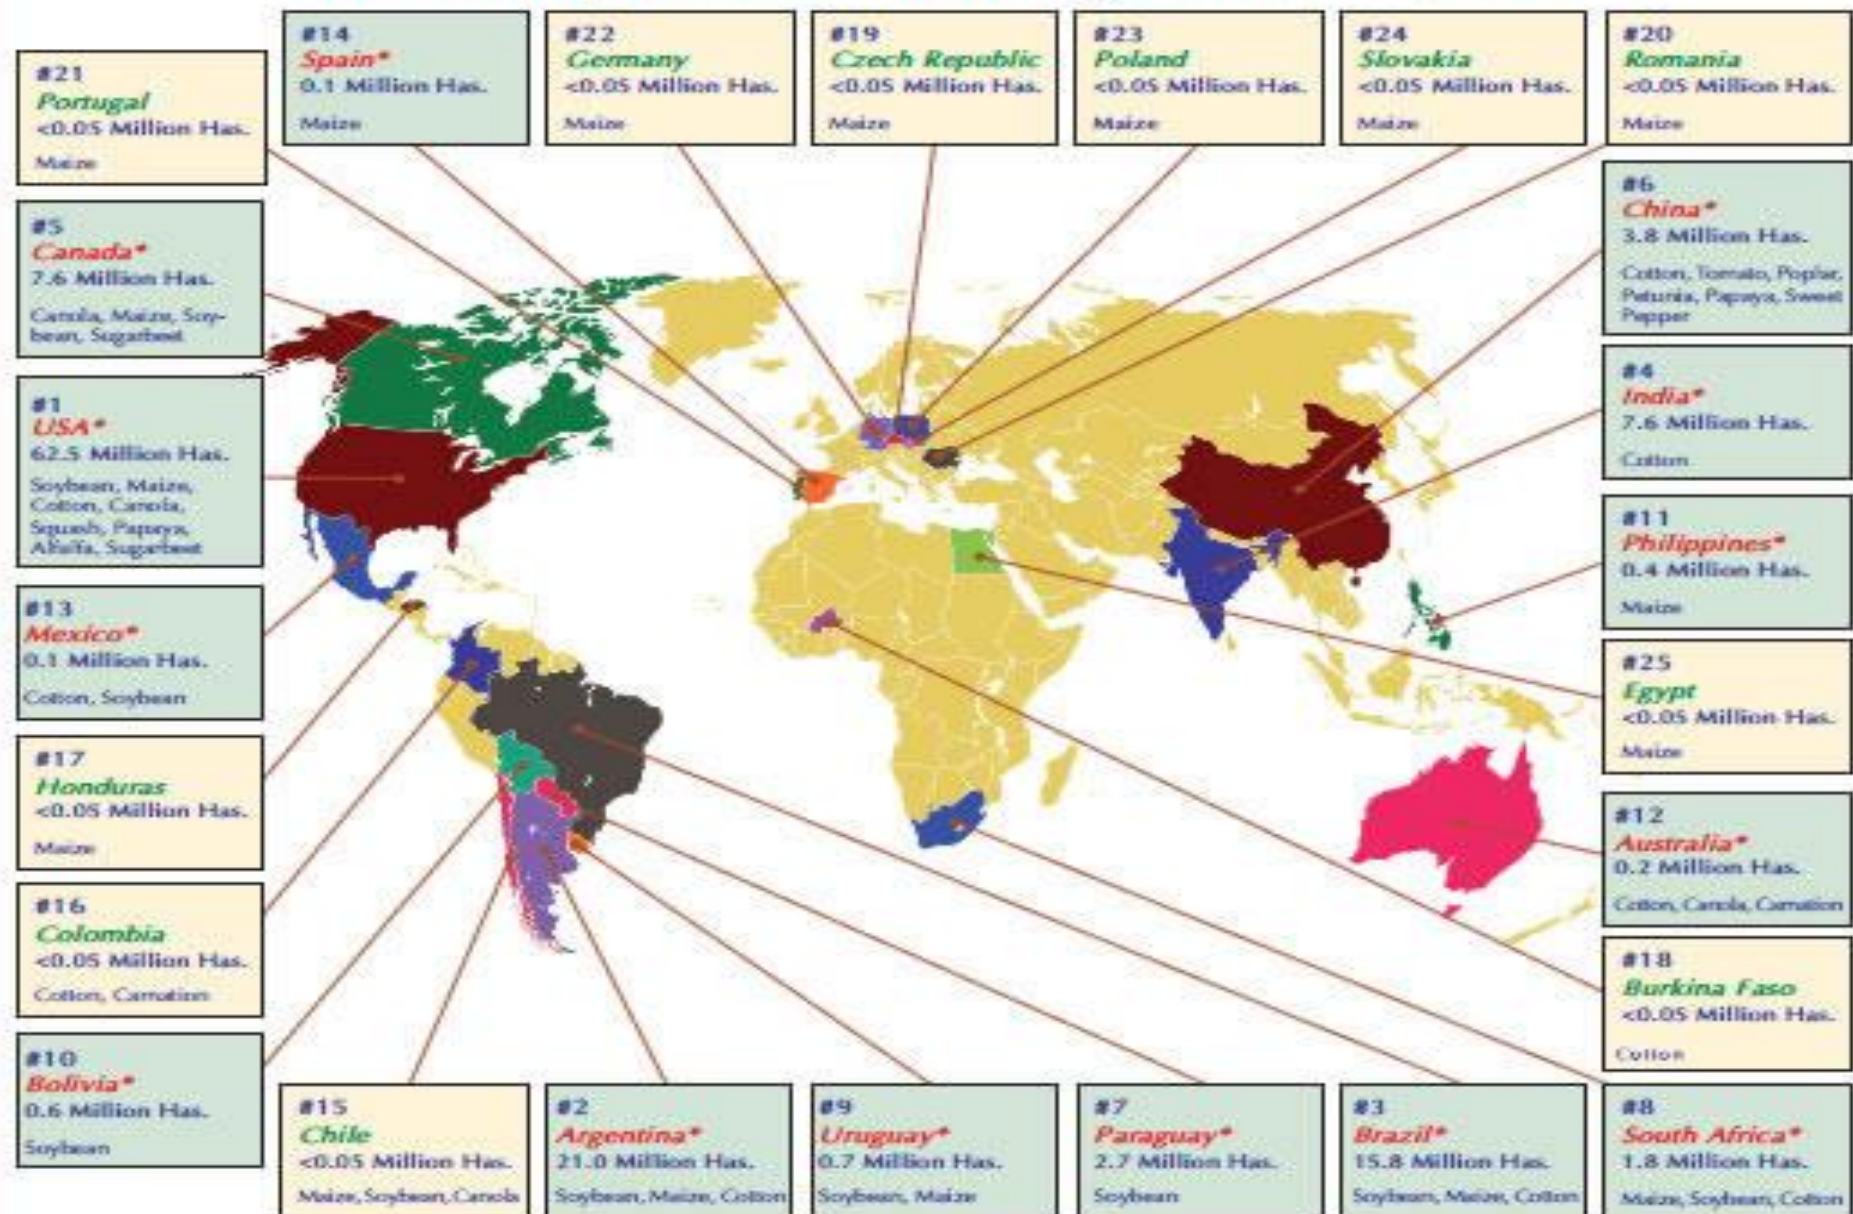 #21
Portugal
<0.05 Million Has.
Maize
#14
Spain*
0.1 Million Has.
Maize
#22
Germany
<0.05 Million Has.
Maize
#19
Czech Republic
<0.05 Million Has.
Maize
#23
Poland
<0.05 Million Has.
Maize
#24
Slovakia
<0.05 Million Has.
Maize
#20
Romania
<0.05 Million Has.
Maize
#5
Canada*
7.6 Million Has.
Canola, Maize, Soy-
bean, Sugarbeet
#6
China*
3.8 Million Has.
Cotton, Tomato, Poplar,
Petunia, Papaya, Sweet
Pepper
#1
USA*
62.5 Million Has.
Soybean, Maize,
Cotton, Canola,
Squash, Papaya,
Alfalfa, Sugarbeet
#4
India*
7.6 Million Has.
Cotton
#11
Philippines*
0.4 Million Has.
Maize
#13
Mexico*
0.1 Million Has.
Cotton, Soybean
#25
Egypt
<0.05 Million Has.
Maize
#17
Honduras
<0.05 Million Has.
Maize
#12
Australia*
0.2 Million Has.
Cotton, Canola, Carnation
#16
Colombia
<0.05 Million Has.
Cotton, Carnation
#18
Burkina Faso
<0.05 Million Has.
Cotton
#10
Bolivia*
0.6 Million Has.
Soybean
#15
Chile
<0.05 Million Has.
Maize, Soybean, Canola
#2
Argentina*
21.0 Million Has.
Soybean, Maize, Cotton
#9
Uruguay*
0.7 Million Has.
Soybean, Maize
#7
Paraguay*
2.7 Million Has.
Soybean
#3
Brazil*
15.8 Million Has.
Soybean, Maize, Cotton
#8
South Africa*
1.8 Million Has.
Maize, Soybean, Cotton